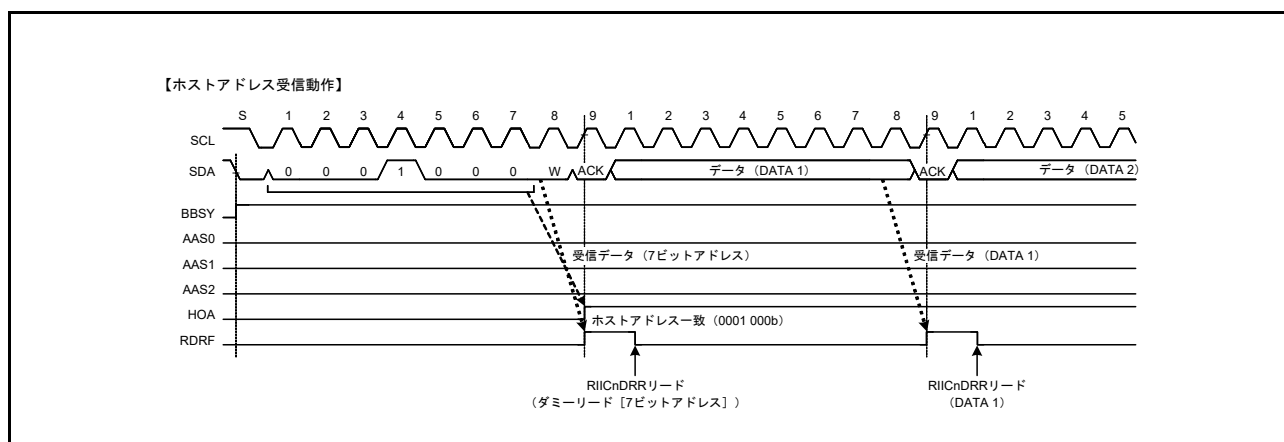 【ホストアドレス受信動作】
S 1 2 3 4 5 6 7 8 9 1 2 3 4 5 6 7 8 9 1 2 3 4 5
SCL
SDA 0 0 0 1 0 0 0 W ACK データ（DATA 1） ACK データ（DATA 2）
BBSY
AAS0
受信データ（7ビットアドレス） 受信データ（DATA 1）
AAS1
AAS2
HOA
ホストアドレス一致（0001 000b）
RDRF
RIICnDRRリード RIICnDRRリード
（ダミーリード［7ビットアドレス］） （DATA 1）